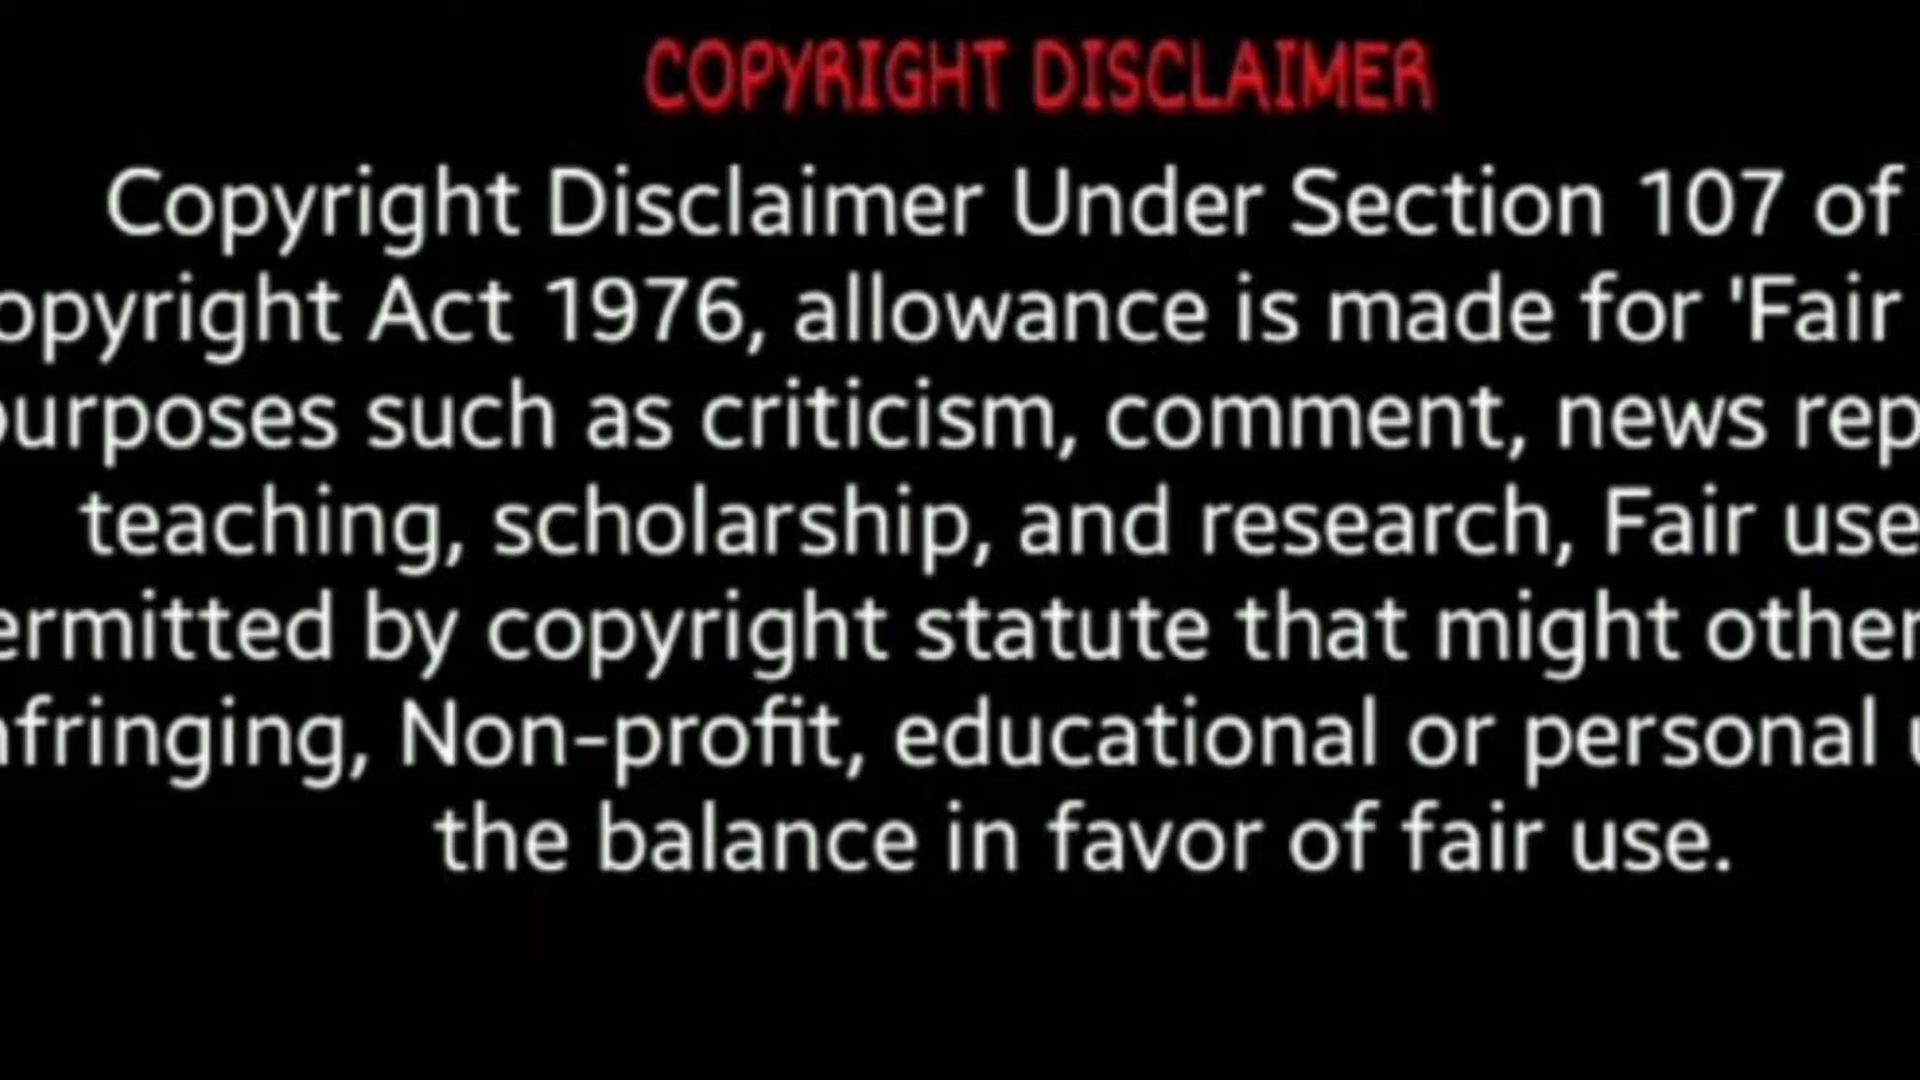 COPYRIGHT DISCLAIMER
Copyright Disclaimer Under Section 107 of
opyright Act 1976, allowance is made for 'Fair
purposes such as criticism, comment, news rep
teaching, scholarship, and research, Fair use
ermitted by copyright statute that might other
nfringing, Non-profit, educational or personal u
the balance in favor of fair use.